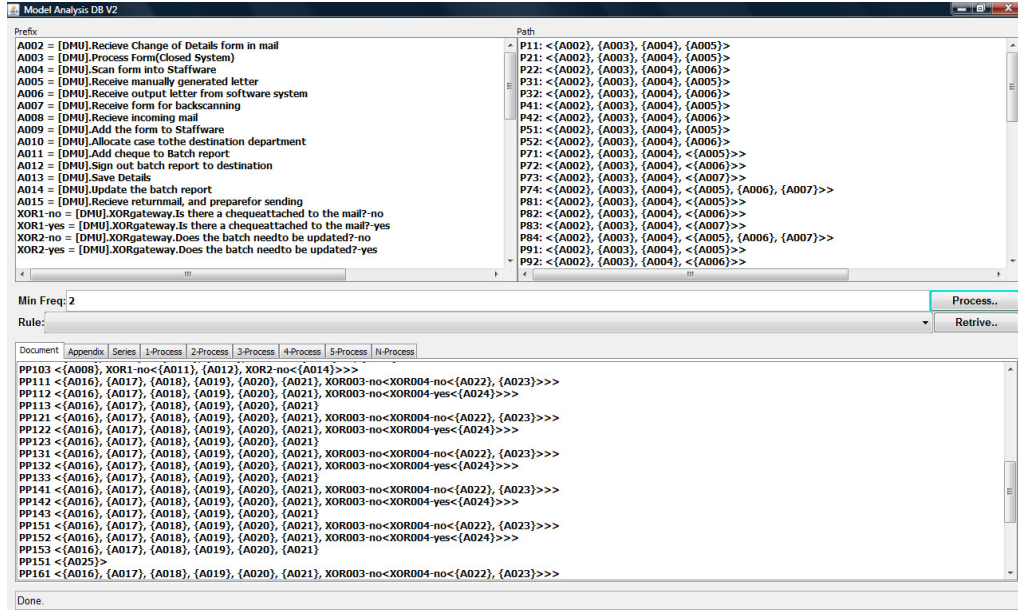 Model Analysis DB V2
Prefix
A002 = [DMU].Recieve Change of Details form in mail
A003 = [DMU].Process Form(Closed System)
A004 = [DMU].Scan form into Staffware
A005 = [DMU].Receive manually generated letter
A006 = [DMU].Receive output letter from software system
A007 = [DMU].Receive form for backscanning
A008 = [DMU].Recieve incoming mail
A009 = [DMU].Add the form to Staffware
A010 = [DMU].Allocate case tothe destination department
A011 = [DMU].Add cheque to Batch report
A012 = [DMU].Sign out batch report to destination
A013 = [DMU].Save Details
A014 = [DMU].Update the batch report
A015 = [DMU].Recieve returnmail, and preparefor sending
XOR1-no = [DMU].XORgateway.Is there a chequeattached to the mail?-no
XOR1-yes = [DMU].XORgateway.Is there a chequeattached to the mail?-yes
XOR2-no = [DMU].XORgateway.Does the batch needto be updated?-no
XOR2-yes = [DMU].XORgateway.Does the batch needto be updated?-yes
Path
P11: <{A002}, {A003}, {A004}, {A005}>
P21: <{A002}, {A003}, {A004}, {A005}>
P22: <{A002}, {A003}, {A004}, {A006}>
P31: <{A002}, {A003}, {A004}, {A005}>
P32: <{A002}, {A003}, {A004}, {A006}>
P41: <{A002}, {A003}, {A004}, {A005}>
P42: <{A002}, {A003}, {A004}, {A006}>
P51: <{A002}, {A003}, {A004}, {A005}>
P52: <{A002}, {A003}, {A004}, {A006}>
P71: <{A002}, {A003}, {A004}, <{A005}>>
P72: <{A002}, {A003}, {A004}, <{A006}>>
P73: <{A002}, {A003}, {A004}, <{A007}>>
P74: <{A002}, {A003}, {A004}, <{A005}, {A006}, {A007}>>
P81: <{A002}, {A003}, {A004}, <{A005}>>
P82: <{A002}, {A003}, {A004}, <{A006}>>
P83: <{A002}, {A003}, {A004}, <{A007}>>
P84: <{A002}, {A003}, {A004}, <{A005}, {A006}, {A007}>>
P91: <{A002}, {A003}, {A004}, <{A005}>>
P92: <{A002}, {A003}, {A004}, <{A006}>>
Min Freq: 2
Process..
Rule:
Retrive..
Document Appendix Series 1-Process 2-Process 3-Process 4-Process 5-Process N-Process
PP103 <{A008}, XOR1-no<{A011}, {A012}, XOR2-no<{A014}>>>
PP111 <{A016}, {A017}, {A018}, {A019}, {A020}, {A021}, XOR003-no<XOR004-no<{A022}, {A023}>>>
PP112 <{A016}, {A017}, {A018}, {A019}, {A020}, {A021}, XOR003-no<XOR004-yes<{A024}>>>
PP113 <{A016}, {A017}, {A018}, {A019}, {A020}, {A021}
PP121 <{A016}, {A017}, {A018}, {A019}, {A020}, {A021}, XOR003-no<XOR004-no<{A022}, {A023}>>>
PP122 <{A016}, {A017}, {A018}, {A019}, {A020}, {A021}, XOR003-no<XOR004-yes<{A024}>>>
PP123 <{A016}, {A017}, {A018}, {A019}, {A020}, {A021}
PP131 <{A016}, {A017}, {A018}, {A019}, {A020}, {A021}, XOR003-no<XOR004-no<{A022}, {A023}>>>
PP132 <{A016}, {A017}, {A018}, {A019}, {A020}, {A021}, XOR003-no<XOR004-yes<{A024}>>>
PP133 <{A016}, {A017}, {A018}, {A019}, {A020}, {A021}
PP141 <{A016}, {A017}, {A018}, {A019}, {A020}, {A021}, XOR003-no<XOR004-no<{A022}, {A023}>>>
PP142 <{A016}, {A017}, {A018}, {A019}, {A020}, {A021}, XOR003-no<XOR004-yes<{A024}>>>
PP143 <{A016}, {A017}, {A018}, {A019}, {A020}, {A021}
PP151 <{A016}, {A017}, {A018}, {A019}, {A020}, {A021}, XOR003-no<XOR004-no<{A022}, {A023}>>>
PP152 <{A016}, {A017}, {A018}, {A019}, {A020}, {A021}, XOR003-no<XOR004-yes<{A024}>>>
PP153 <{A016}, {A017}, {A018}, {A019}, {A020}, {A021}
PP151 <{A025}>
PP161 <{A016}, {A017}, {A018}, {A019}, {A020}, {A021}, XOR003-no<XOR004-no<{A022}, {A023}>>>
Done.